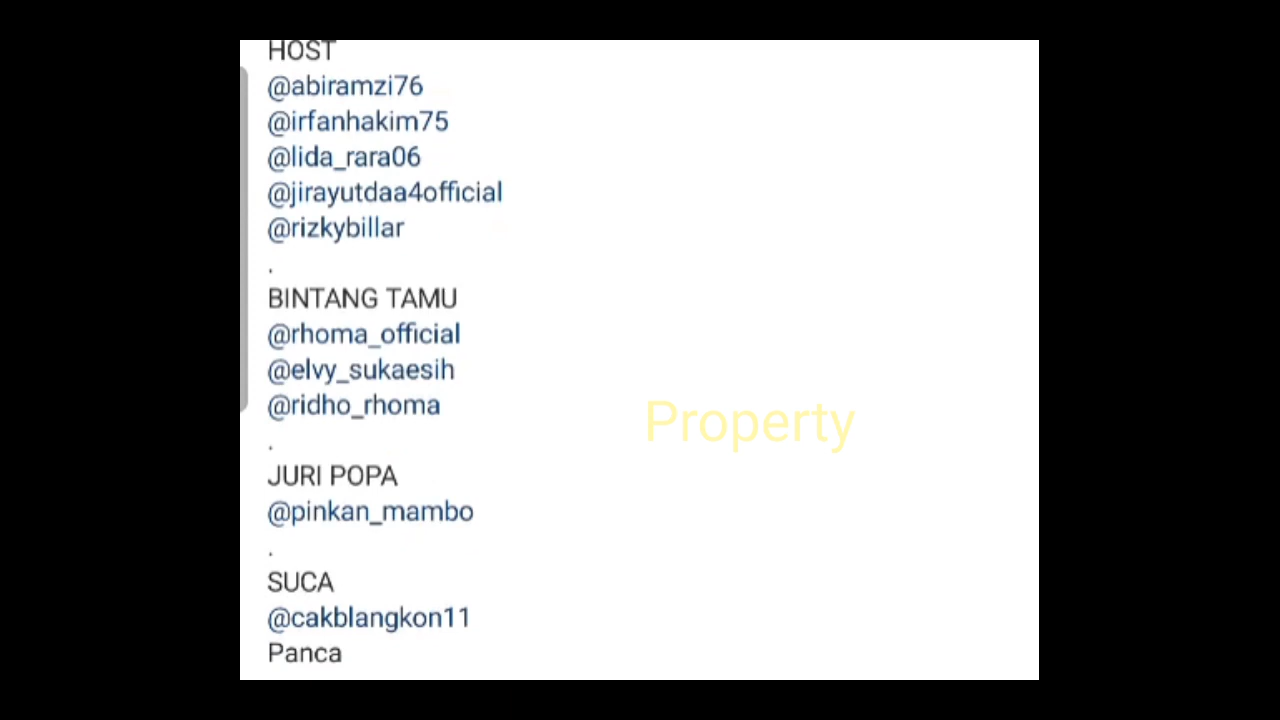 HOST
@abiramzi76
@irfanhakim75
@lida_rara06
@jirayutdaa4official
@rizkybillar
.
BINTANG TAMU
@rhoma_official
@elvy_sukaesih
@ridho_rhoma
.
Property
JURI POPA
@pinkan_mambo
.
SUCA
@cakblangkon11
Panca